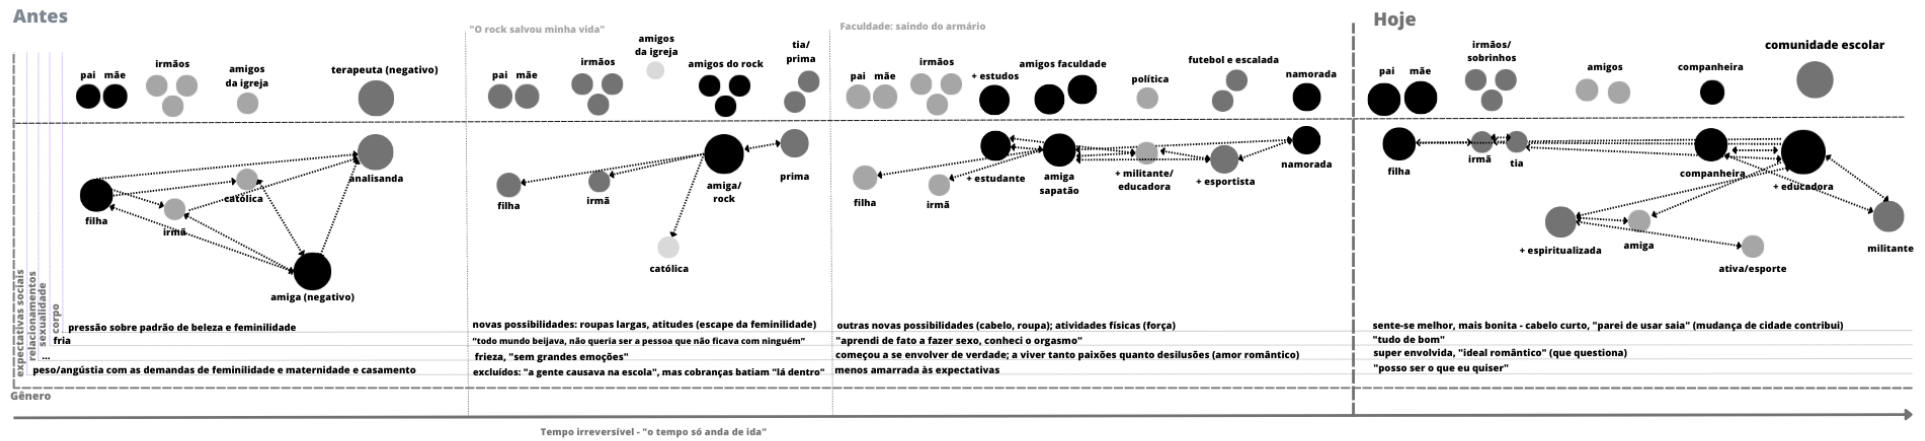 Antes
pai mãe
irmãos
amigos
da igreja
terapeuta (negativo)
filha
irmã
católica
analisanda
amiga (negativo)
"O rock salvou minha vida"
pai mãe
irmãos
amigos
da igreja
amigos do rock
tia/
prima
filha
irmã
amiga/
rock
prima
católica
Faculdade: saindo do armário
pai mãe
irmãos
+ estudos
amigos faculdade
política
futebol e escalada
namorada
filha
irmã
+ estudante
amiga
sapatão
+ militante/
educadora
+ esportista
namorada
Hoje
pai mãe
irmãos/
sobrinhos
amigos
companheira
comunidade escolar
filha
irmã
tia
companheira
+ educadora
+ espiritualizada
amiga
ativa/esporte
militante
expectativas sociais
relacionamentos
sexualidade
corpo
pressão sobre padrão de beleza e feminilidade
fria
...
peso/angústia com as demandas de feminilidade e maternidade e casamento
novas possibilidades: roupas largas, atitudes (escape da feminilidade)
"todo mundo beijava, não queria ser a pessoa que não ficava com ninguém"
frieza, "sem grandes emoções"
excluídos: "a gente causava na escola", mas cobranças batiam "lá dentro"
outras novas possibilidades (cabelo, roupa); atividades físicas (força)
"aprendi de fato a fazer sexo, conheci o orgasmo"
começou a se envolver de verdade; a viver tanto paixões quanto desilusões (amor romântico)
menos amarrada às expectativas
sente-se melhor, mais bonita - cabelo curto, "parei de usar saia" (mudança de cidade contribui)
"tudo de bom"
super envolvida, "ideal romântico" (que questiona)
"posso ser o que eu quiser"
Gênero
Tempo irreversível - "o tempo só anda de ida"